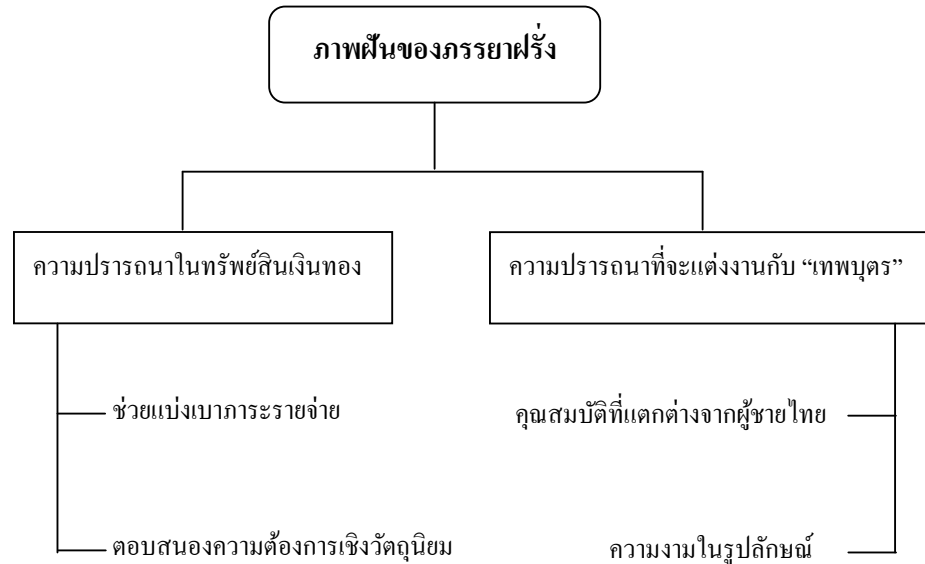 ภาพฝันของภรรยาฝรั่ง
ความปรารถนาในทรัพย์สินเงินทอง
ความปรารถนาที่จะแต่งงานกับ “เทพบุตร”
ช่วยแบ่งเบาภาระรายจ่าย
คุณสมบัติที่แตกต่างจากผู้ชายไทย
ตอบสนองความต้องการเชิงวัตถุนิยม
ความงามในรูปลักษณ์